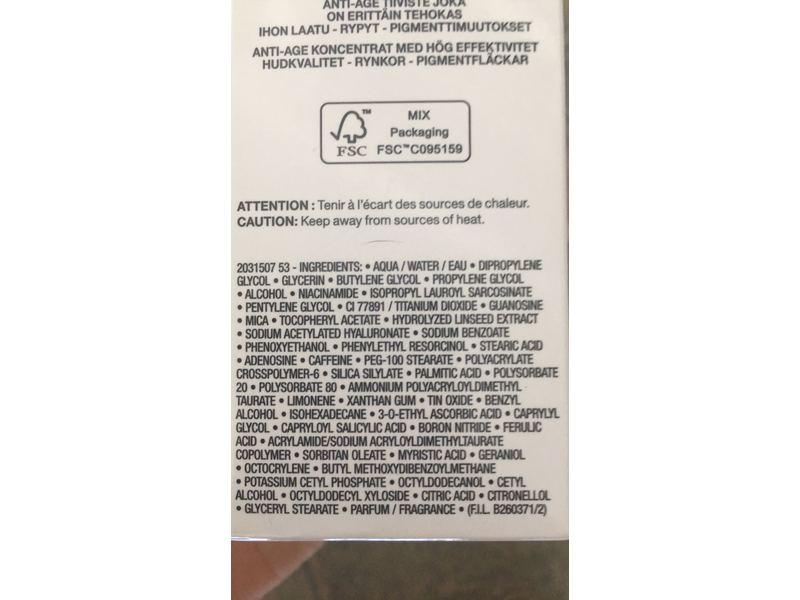 ANTI-AGE TIIVISTE JOKA
ON ERITTÄIN TEHOKAS
IHON LAATU - RYPYT - PIGMENTTIMUUTOKSET
ANTI-AGE KONCENTRAT MED HÖG EFFEKTIVITET
HUDKVALITET - RYNKOR - PIGMENTFLÄCKAR
FSC™
MIX
Packaging
FSC™C095159
ATTENTION : Tenir à l'écart des sources de chaleur.
CAUTION: Keep away from sources of heat.
2031507 53 - INGREDIENTS: • AQUA / WATER / EAU • DIPROPYLENE
GLYCOL • GLYCERIN • BUTYLENE GLYCOL • PROPYLENE GLYCOL
• ALCOHOL • NIACINAMIDE • ISOPROPYL LAUROYL SARCOSINATE
• PENTYLENE GLYCOL • CI 77891 / TITANIUM DIOXIDE • GUANOSINE
• MICA • TOCOPHERYL ACETATE • HYDROLYZED LINSEED EXTRACT
• SODIUM ACETYLATED HYALURONATE • SODIUM BENZOATE
• PHENOXYETHANOL • PHENYLETHYL RESORCINOL • STEARIC ACID
• ADENOSINE • CAFFEINE • PEG-100 STEARATE • POLYACRYLATE
CROSSPOLYMER-6 • SILICA SILYLATE • PALMITIC ACID • POLYSORBATE
20 • POLYSORBATE 80 • AMMONIUM POLYACRYLOYLDIMETHYL
TAURATE • LIMONENE • XANTHAN GUM • TIN OXIDE • BENZYL
ALCOHOL • ISOHEXADECANE • 3-O-ETHYL ASCORBIC ACID • CAPRYLYL
GLYCOL • CAPRYLOYL SALICYLIC ACID • BORON NITRIDE • FERULIC
ACID • ACRYLAMIDE/SODIUM ACRYLOYLDIMETHYLTAURATE
COPOLYMER • SORBITAN OLEATE • MYRISTIC ACID • GERANIOL
• OCTOCRYLENE • BUTYL METHOXYDIBENZOYLMETHANE
• POTASSIUM CETYL PHOSPHATE • OCTYLDODECANOL • CETYL
ALCOHOL • OCTYLDODECYL XYLOSIDE • CITRIC ACID • CITRONELLOL
• GLYCERYL STEARATE • PARFUM / FRAGRANCE • (F.I.L. B260371/2)